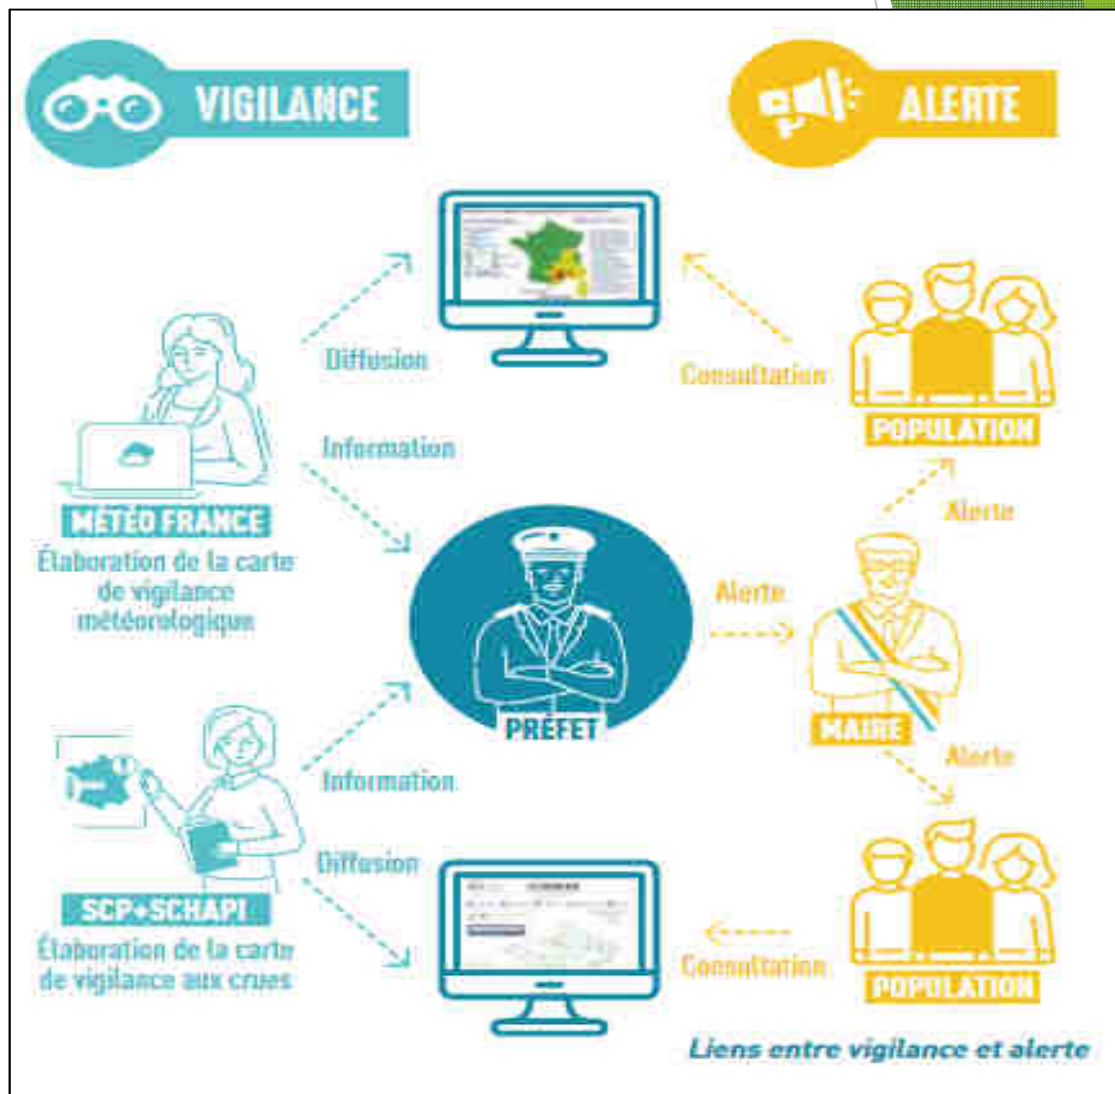 VIGILANCE
ALERTE
Diffusion
Consultation
POPULATION
Information
Alerte
MÉTÉO FRANCE
Élaboration de la carte
de vigilance
météorologique
Alerte
PRÉFET
MAIRE
Alerte
Information
Diffusion
SCP+SCHAPI
Élaboration de la carte
de vigilance aux crues
Consultation
POPULATION
Liens entre vigilance et alerte